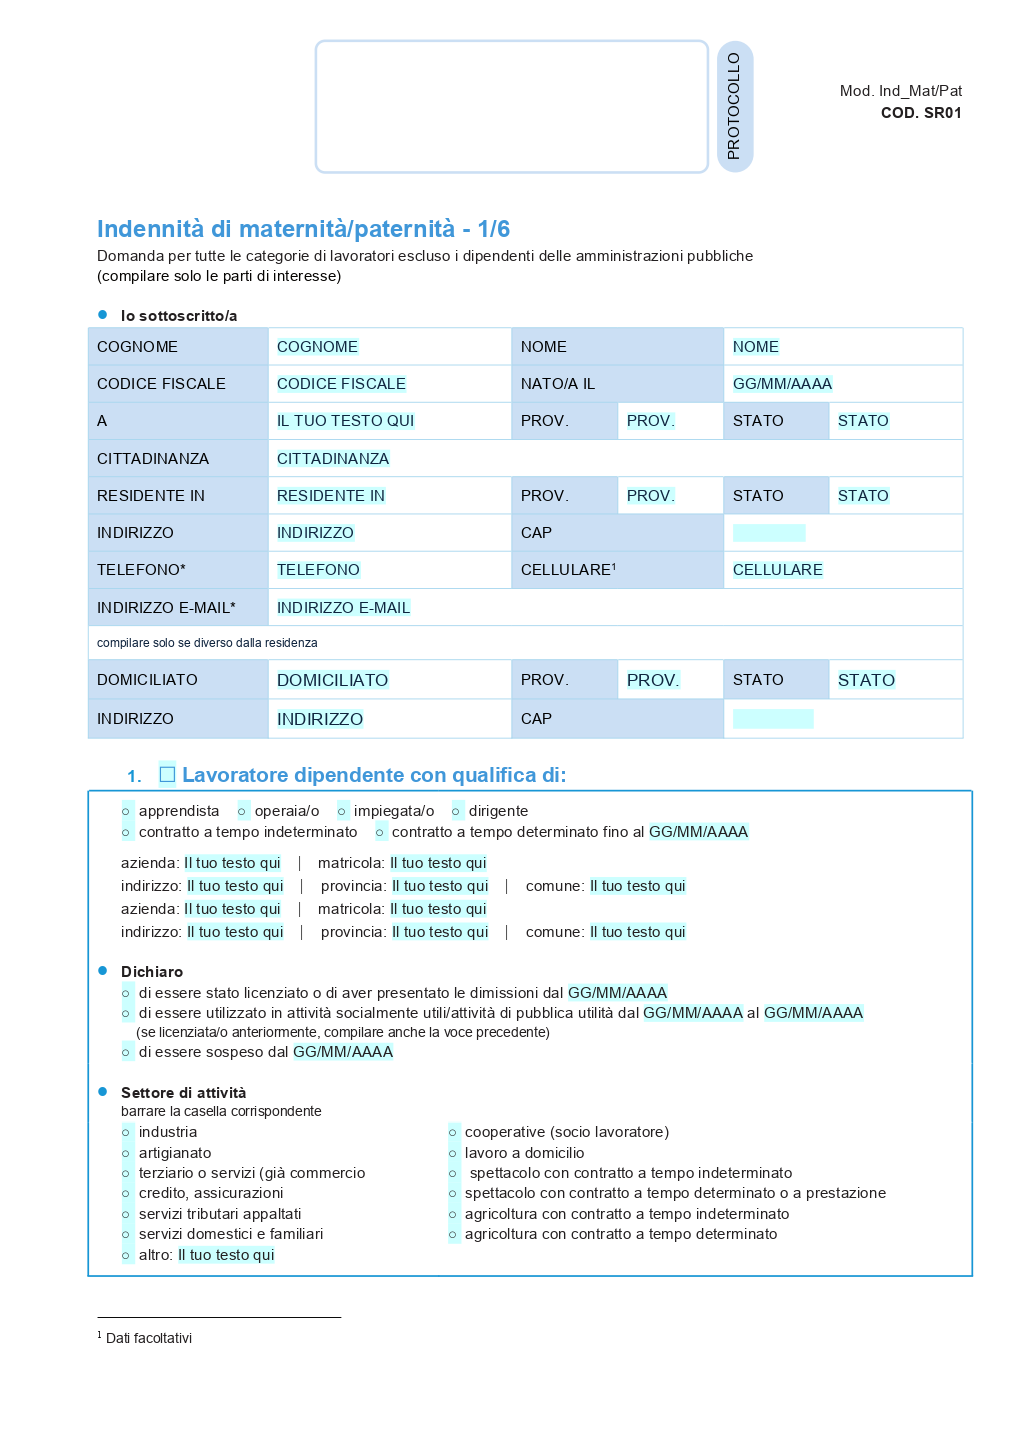 PROTOCOLLO
Mod. Ind_Mat/Pat
COD. SR01
Indennità di maternità/paternità - 1/6
Domanda per tutte le categorie di lavoratori escluso i dipendenti delle amministrazioni pubbliche
(compilare solo le parti di interesse)
● Io sottoscritto/a
COGNOME COGNOME NOME NOME
CODICE FISCALE CODICE FISCALE NATO/A IL GG/MM/AAAA
A IL TUO TESTO QUI PROV. PROV. STATO STATO
CITTADINANZA CITTADINANZA
RESIDENTE IN RESIDENTE IN PROV. PROV. STATO STATO
INDIRIZZO INDIRIZZO CAP
TELEFONO* TELEFONO CELLULARE¹ CELLULARE
INDIRIZZO E-MAIL* INDIRIZZO E-MAIL
compilare solo se diverso dalla residenza
DOMICILIATO DOMICILIATO PROV. PROV. STATO STATO
INDIRIZZO INDIRIZZO CAP
1. ☐ Lavoratore dipendente con qualifica di:
○ apprendista ○ operaia/o ○ impiegata/o ○ dirigente
○ contratto a tempo indeterminato ○ contratto a tempo determinato fino al GG/MM/AAAA
azienda: Il tuo testo qui | matricola: Il tuo testo qui
indirizzo: Il tuo testo qui | provincia: Il tuo testo qui | comune: Il tuo testo qui
azienda: Il tuo testo qui | matricola: Il tuo testo qui
indirizzo: Il tuo testo qui | provincia: Il tuo testo qui | comune: Il tuo testo qui
● Dichiaro
○ di essere stato licenziato o di aver presentato le dimissioni dal GG/MM/AAAA
○ di essere utilizzato in attività socialmente utili/attività di pubblica utilità dal GG/MM/AAAA al GG/MM/AAAA
(se licenziata/o anteriormente, compilare anche la voce precedente)
○ di essere sospeso dal GG/MM/AAAA
● Settore di attività
barrare la casella corrispondente
○ industria ○ cooperative (socio lavoratore)
○ artigianato ○ lavoro a domicilio
○ terziario o servizi (già commercio ○ spettacolo con contratto a tempo indeterminato
○ credito, assicurazioni ○ spettacolo con contratto a tempo determinato o a prestazione
○ servizi tributari appaltati ○ agricoltura con contratto a tempo indeterminato
○ servizi domestici e familiari ○ agricoltura con contratto a tempo determinato
○ altro: Il tuo testo qui
¹ Dati facoltativi